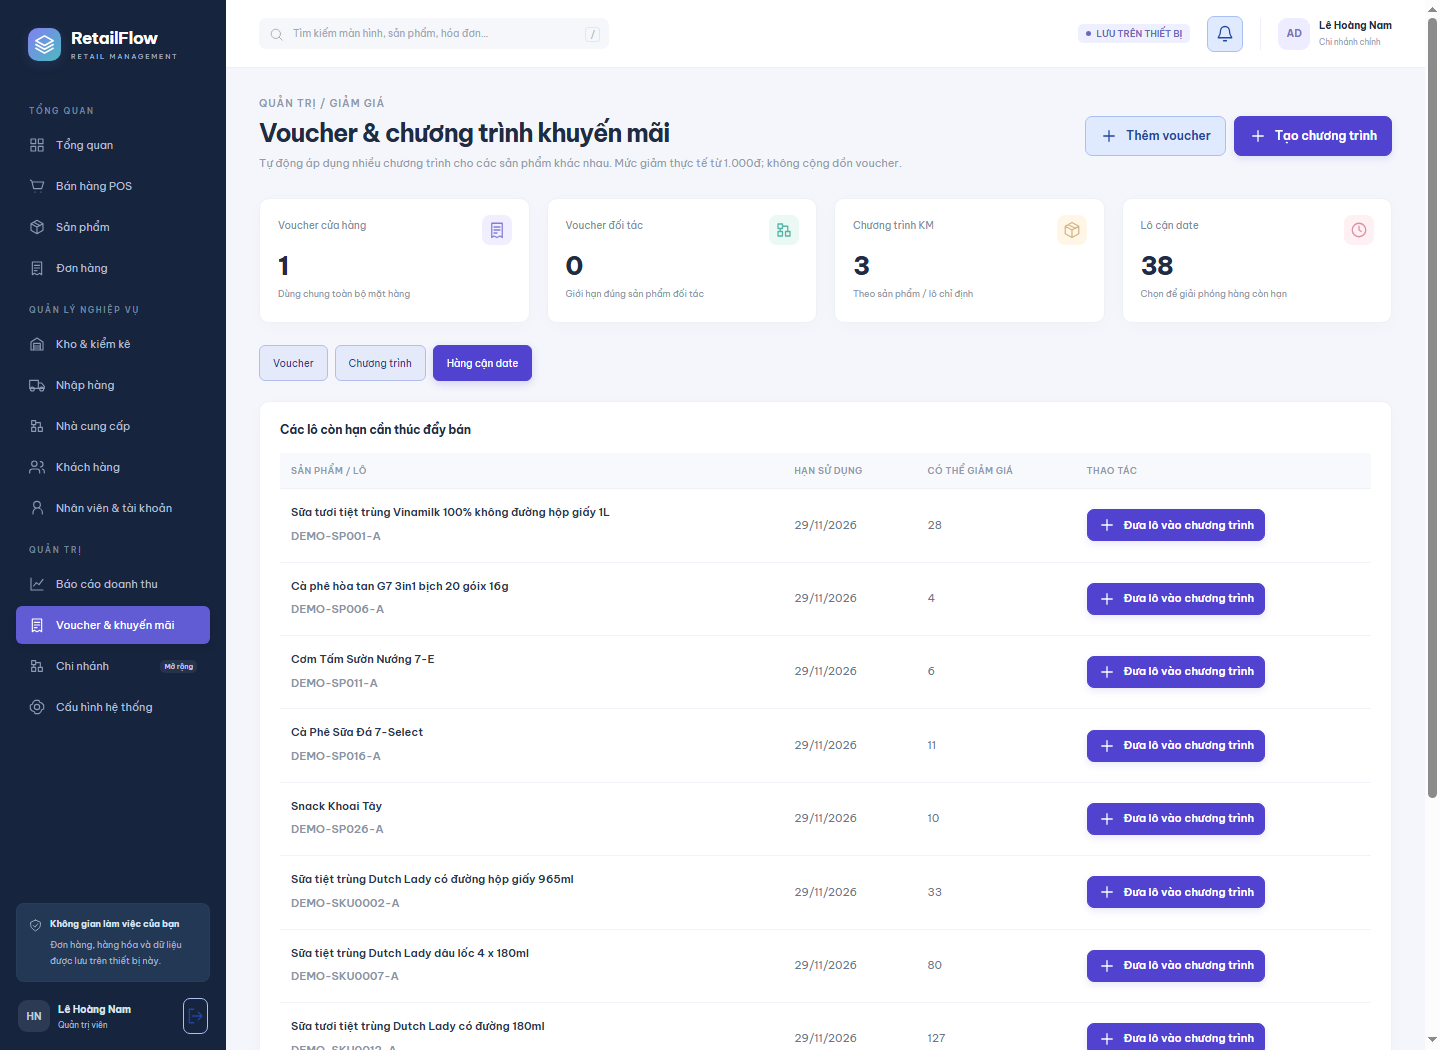 RetailFlow
RETAIL MANAGEMENT
TỔNG QUAN
Tổng quan
Bán hàng POS
Sản phẩm
Đơn hàng
QUẢN LÝ NGHIỆP VỤ
Kho & kiểm kê
Nhập hàng
Nhà cung cấp
Khách hàng
Nhân viên & tài khoản
QUẢN TRỊ
Báo cáo doanh thu
Voucher & khuyến mãi
Chi nhánh
Mở rộng
Cấu hình hệ thống
Không gian làm việc của bạn
Đơn hàng, hàng hóa và dữ liệu
được lưu trên thiết bị này.
HN
Lê Hoàng Nam
Quản trị viên
Tìm kiếm màn hình, sản phẩm, hóa đơn...
/
LƯU TRÊN THIẾT BỊ
AD
Lê Hoàng Nam
Chi nhánh chính
QUẢN TRỊ / GIẢM GIÁ
Voucher & chương trình khuyến mãi
Tự động áp dụng nhiều chương trình cho các sản phẩm khác nhau. Mức giảm thực tế từ 1.000đ; không cộng dồn voucher.
Thêm voucher
Tạo chương trình
Voucher cửa hàng
1
Dùng chung toàn bộ mặt hàng
Voucher đối tác
0
Giới hạn đúng sản phẩm đối tác
Chương trình KM
3
Theo sản phẩm / lô chỉ định
Lô cận date
38
Chọn để giải phóng hàng còn hạn
Voucher
Chương trình
Hàng cận date
Các lô còn hạn cần thúc đẩy bán
SẢN PHẨM / LÔ
HẠN SỬ DỤNG
CÓ THỂ GIẢM GIÁ
THAO TÁC
Sữa tươi tiệt trùng Vinamilk 100% không đường hộp giấy 1L
DEMO-SP001-A
29/11/2026
28
Đưa lô vào chương trình
Cà phê hòa tan G7 3in1 bịch 20 góix 16g
DEMO-SP006-A
29/11/2026
4
Đưa lô vào chương trình
Cơm Tấm Sườn Nướng 7-E
DEMO-SP011-A
29/11/2026
6
Đưa lô vào chương trình
Cà Phê Sữa Đá 7-Select
DEMO-SP016-A
29/11/2026
11
Đưa lô vào chương trình
Snack Khoai Tây
DEMO-SP026-A
29/11/2026
10
Đưa lô vào chương trình
Sữa tiệt trùng Dutch Lady có đường hộp giấy 965ml
DEMO-SKU0002-A
29/11/2026
33
Đưa lô vào chương trình
Sữa tiệt trùng Dutch Lady dâu lốc 4 x 180ml
DEMO-SKU0007-A
29/11/2026
80
Đưa lô vào chương trình
Sữa tươi tiệt trùng Dutch Lady có đường 180ml
DEMO-SKU0012-A
29/11/2026
127
Đưa lô vào chương trình